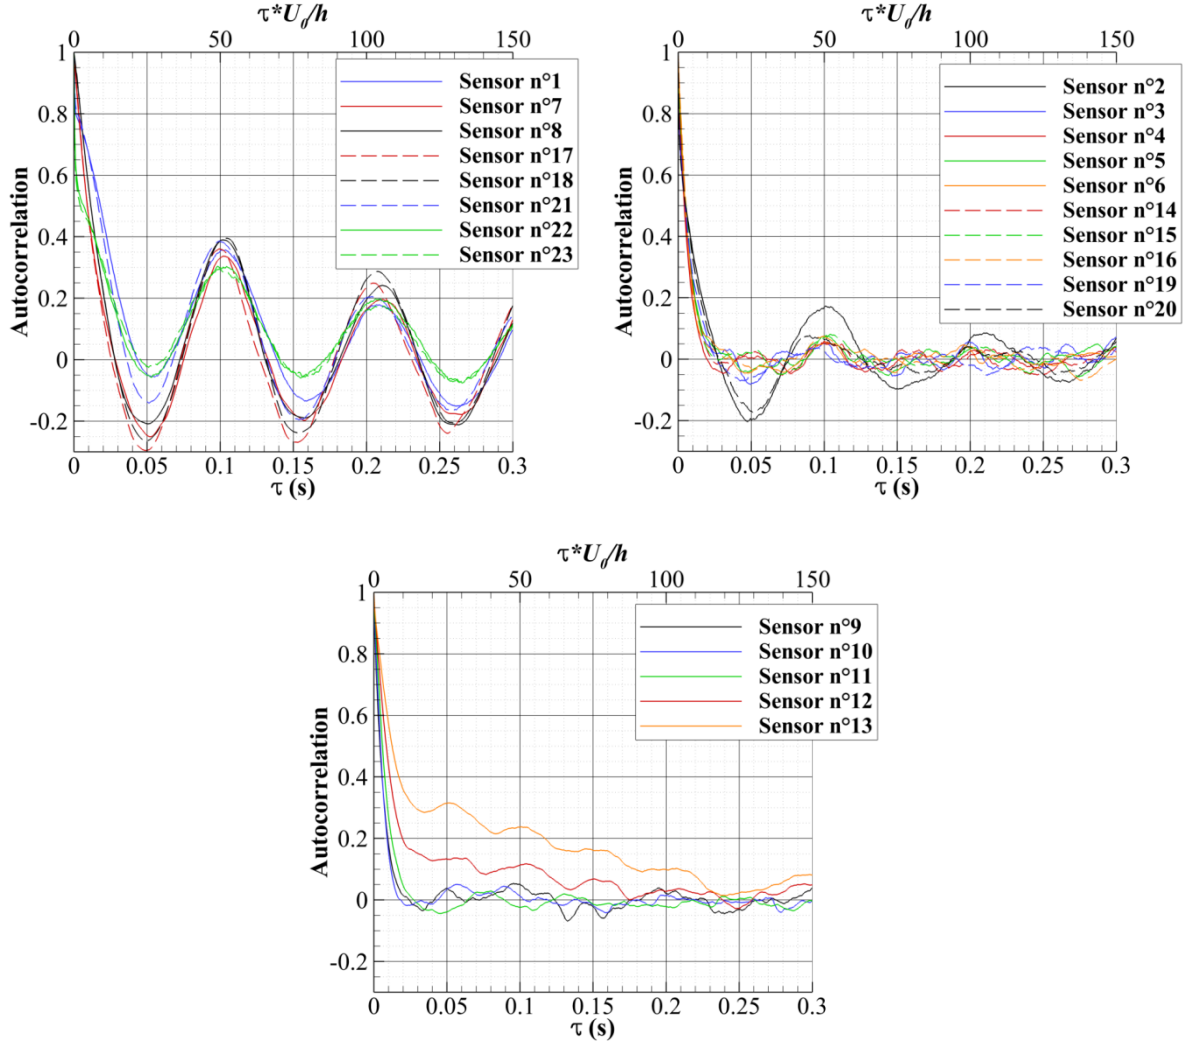 τ*U₀/h
0 50 100 150
1
0.8
0.6
0.4
0.2
0
-0.2
Autocorrelation
Sensor n°1
Sensor n°7
Sensor n°8
Sensor n°17
Sensor n°18
Sensor n°21
Sensor n°22
Sensor n°23
0 0.05 0.1 0.15 0.2 0.25 0.3
τ (s)
τ*U₀/h
0 50 100 150
1
0.8
0.6
0.4
0.2
0
-0.2
Autocorrelation
Sensor n°2
Sensor n°3
Sensor n°4
Sensor n°5
Sensor n°6
Sensor n°14
Sensor n°15
Sensor n°16
Sensor n°19
Sensor n°20
0 0.05 0.1 0.15 0.2 0.25 0.3
τ (s)
τ*U₀/h
0 50 100 150
1
0.8
0.6
0.4
0.2
0
-0.2
Autocorrelation
Sensor n°9
Sensor n°10
Sensor n°11
Sensor n°12
Sensor n°13
0 0.05 0.1 0.15 0.2 0.25 0.3
τ (s)